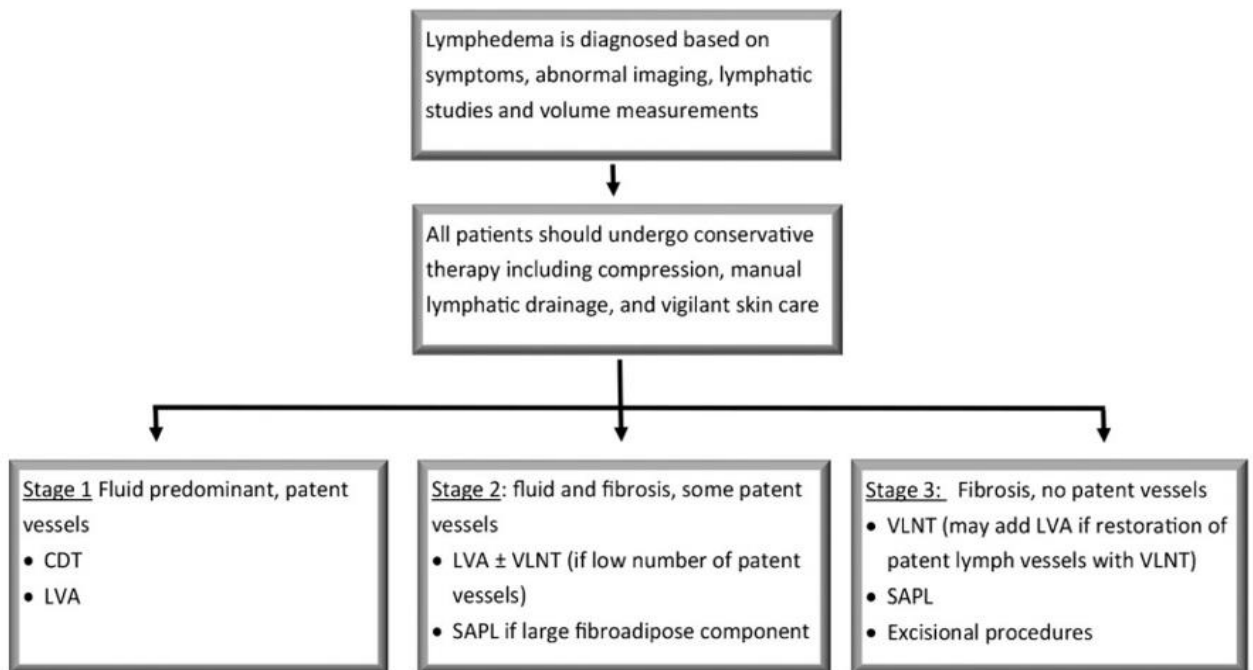 Lymphedema is diagnosed based on
symptoms, abnormal imaging, lymphatic
studies and volume measurements
All patients should undergo conservative
therapy including compression, manual
lymphatic drainage, and vigilant skin care
Stage 1 Fluid predominant, patent
vessels
• CDT
• LVA
Stage 2: fluid and fibrosis, some patent
vessels
• LVA ± VLNT (if low number of patent
vessels)
• SAPL if large fibroadipose component
Stage 3: Fibrosis, no patent vessels
• VLNT (may add LVA if restoration of
patent lymph vessels with VLNT)
• SAPL
• Excisional procedures